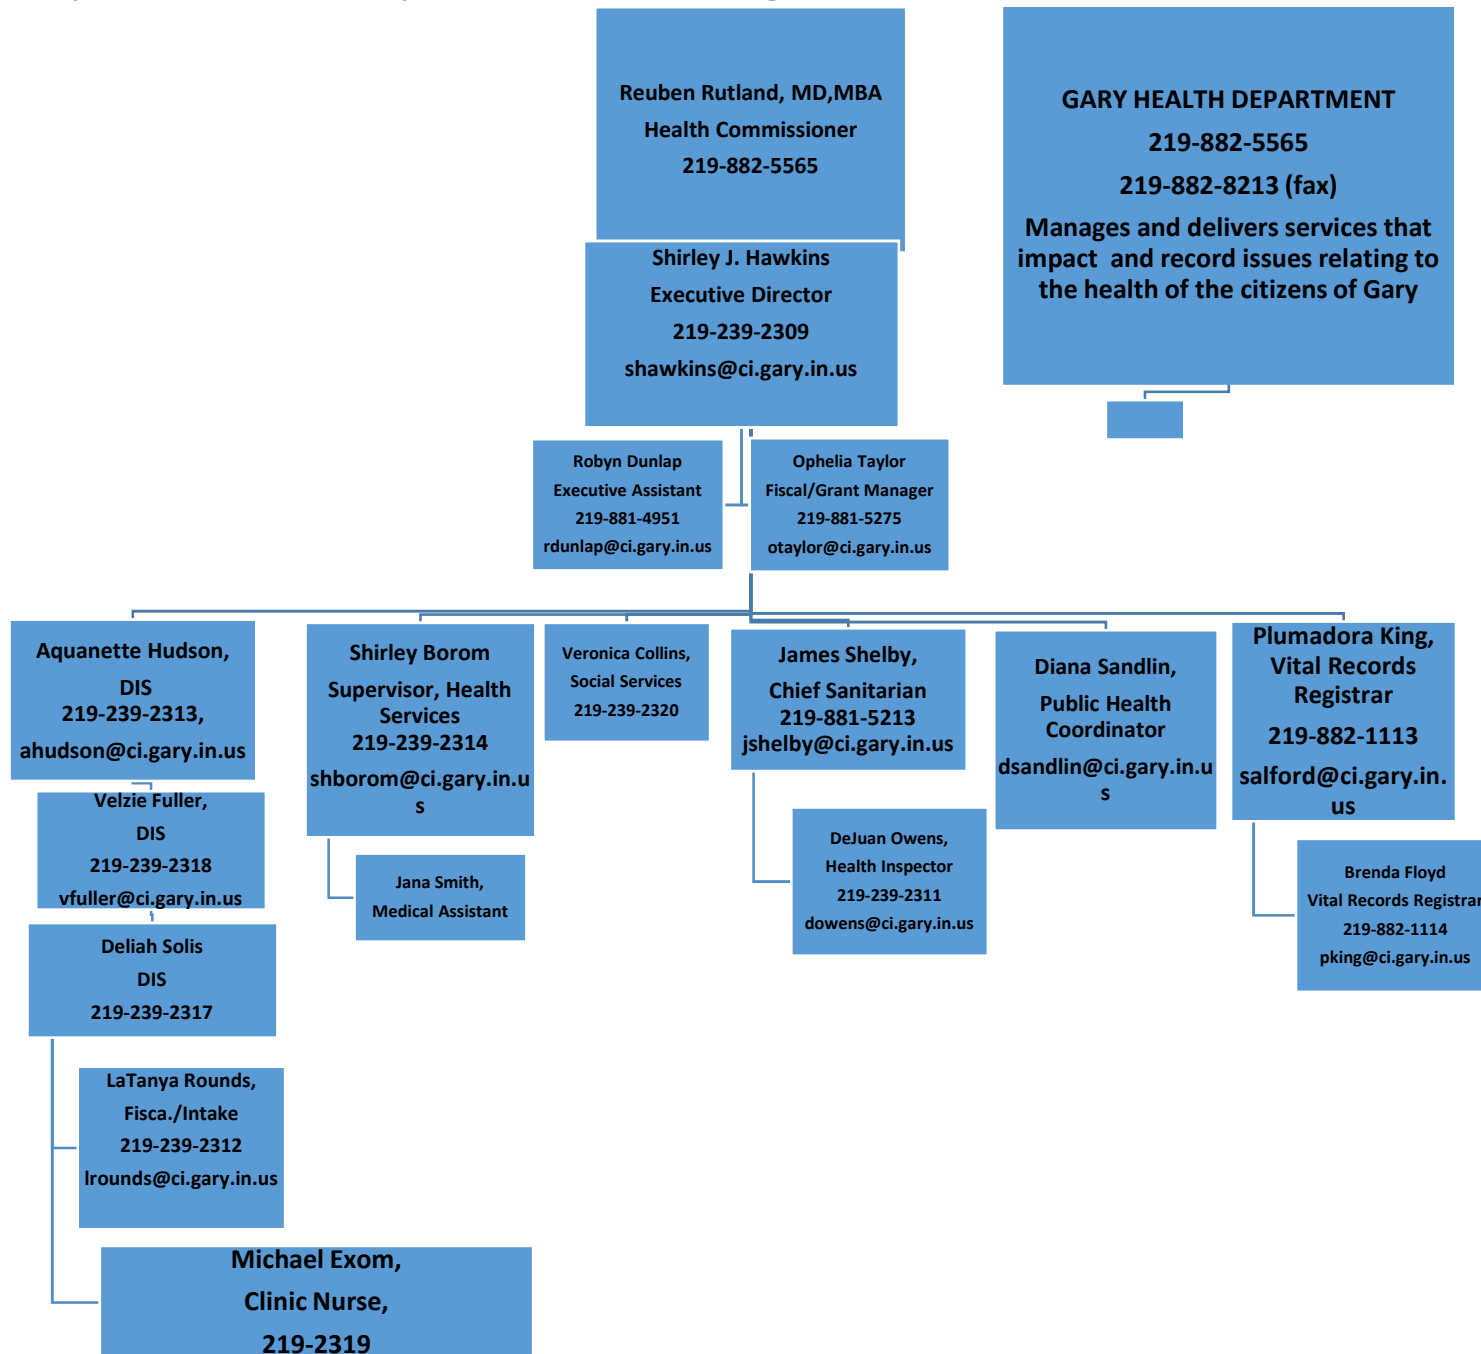 Reuben Rutland, MD,MBA
Health Commissioner
219-882-5565
GARY HEALTH DEPARTMENT
219-882-5565
219-882-8213 (fax)
Manages and delivers services that
impact and record issues relating to
the health of the citizens of Gary
Shirley J. Hawkins
Executive Director
219-239-2309
shawkins@ci.gary.in.us
Robyn Dunlap
Executive Assistant
219-881-4951
rdunlap@ci.gary.in.us
Ophelia Taylor
Fiscal/Grant Manager
219-881-5275
otaylor@ci.gary.in.us
Aquanette Hudson,
DIS
219-239-2313,
ahudson@ci.gary.in.us
Velzie Fuller,
DIS
219-239-2318
vfuller@ci.gary.in.us
Deliah Solis
DIS
219-239-2317
LaTanya Rounds,
Fisca./Intake
219-239-2312
lrounds@ci.gary.in.us
Michael Exom,
Clinic Nurse,
219-2319
Shirley Borom
Supervisor, Health
Services
219-239-2314
shborom@ci.gary.in.u
s
Jana Smith,
Medical Assistant
Veronica Collins,
Social Services
219-239-2320
James Shelby,
Chief Sanitarian
219-881-5213
jshelby@ci.gary.in.us
DeJuan Owens,
Health Inspector
219-239-2311
dowens@ci.gary.in.us
Diana Sandlin,
Public Health
Coordinator
dsandlin@ci.gary.in.u
s
Plumadora King,
Vital Records
Registrar
219-882-1113
salford@ci.gary.in.
us
Brenda Floyd
Vital Records Registrar
219-882-1114
pking@ci.gary.in.us